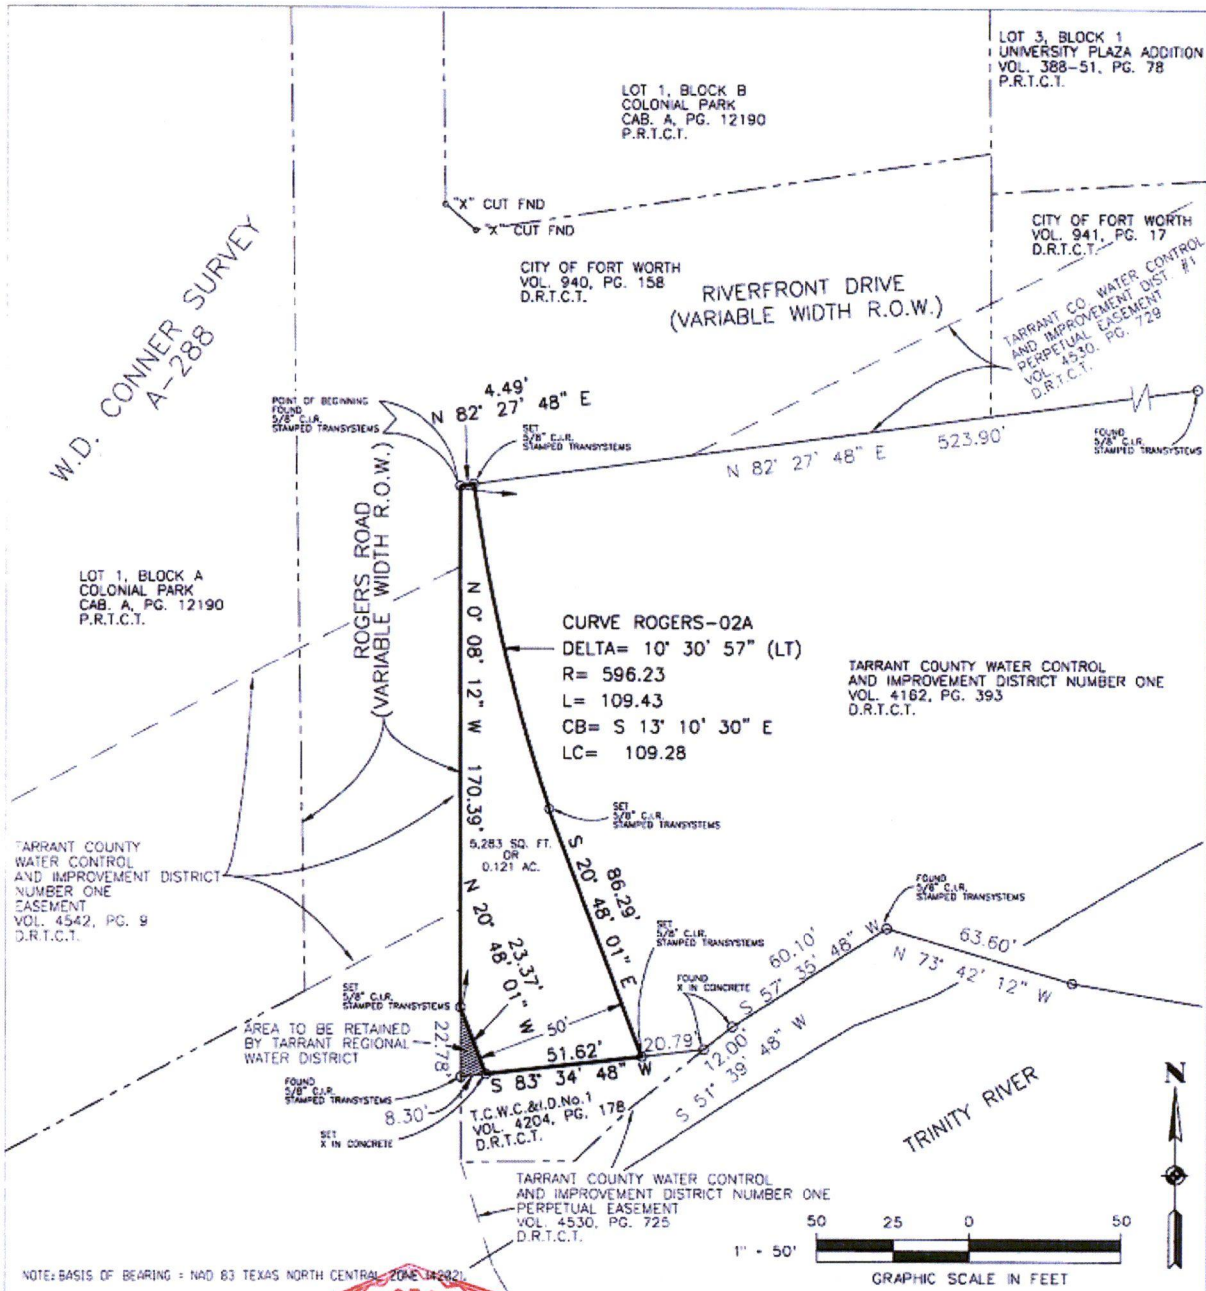 LOT 3, BLOCK 1
UNIVERSITY PLAZA ADDITION
VOL. 388-51, PG. 78
P.R.T.C.T.
LOT 1, BLOCK B
COLONIAL PARK
CAB. A, PG. 12190
P.R.T.C.T.
"X" CUT FND
"X" CUT FND
CITY OF FORT WORTH
VOL. 941, PG. 17
D.R.T.C.T.
CITY OF FORT WORTH
VOL. 940, PG. 158
D.R.T.C.T.
RIVERFRONT DRIVE
(VARIABLE WIDTH R.O.W.)
TARRANT CO. WATER CONTROL
AND IMPROVEMENT DIST. #1
PERPETUAL EASEMENT
VOL. 4530, PG. 729
D.R.T.C.T.
W.D. CONNER SURVEY
A-288
4.49'
N 82° 27' 48" E
POINT OF BEGINNING
FOUND
5/8" C.I.R.
STAMPED TRANSYSTEMS
SET
5/8" C.I.R.
STAMPED TRANSYSTEMS
N 82° 27' 48" E 523.90'
FOUND
5/8" C.I.R.
STAMPED TRANSYSTEMS
ROGERS ROAD
(VARIABLE WIDTH R.O.W.)
LOT 1, BLOCK A
COLONIAL PARK
CAB. A, PG. 12190
P.R.T.C.T.
N 0° 08' 12" W 170.39'
CURVE ROGERS-02A
DELTA= 10° 30' 57" (LT)
R= 596.23
L= 109.43
CB= S 13° 10' 30" E
LC= 109.28
TARRANT COUNTY WATER CONTROL
AND IMPROVEMENT DISTRICT NUMBER ONE
VOL. 4162, PG. 393
D.R.T.C.T.
SET
5/8" C.I.R.
STAMPED TRANSYSTEMS
5,283 SQ. FT.
OR
0.121 AC.
TARRANT COUNTY
WATER CONTROL
AND IMPROVEMENT DISTRICT
NUMBER ONE
EASEMENT
VOL. 4542, PG. 9
D.R.T.C.T.
86.29'
S 20° 48' 01" E
23.37'
N 20° 48' 01" W
SET
5/8" C.I.R.
STAMPED TRANSYSTEMS
FOUND
5/8" C.I.R.
STAMPED TRANSYSTEMS
60.10'
S 57° 35' 48" W
63.60'
N 73° 42' 12" W
FOUND
X IN CONCRETE
SET
5/8" C.I.R.
STAMPED TRANSYSTEMS
AREA TO BE RETAINED
BY TARRANT REGIONAL
WATER DISTRICT
22.78'
50'
51.62'
S 83° 34' 48" W
20.79'
12.00'
S 51° 39' 48" W
FOUND
5/8" C.I.R.
STAMPED TRANSYSTEMS
8.30'
SET
X IN CONCRETE
T.C.W.C.&I.D.No.1
VOL. 4204, PG. 178
D.R.T.C.T.
TRINITY RIVER
N
TARRANT COUNTY WATER CONTROL
AND IMPROVEMENT DISTRICT NUMBER ONE
PERPETUAL EASEMENT
VOL. 4530, PG. 725
D.R.T.C.T.
50 25 0 50
1" - 50'
GRAPHIC SCALE IN FEET
NOTE: BASIS OF BEARING = NAD 83 TEXAS NORTH CENTRAL ZONE (4202).